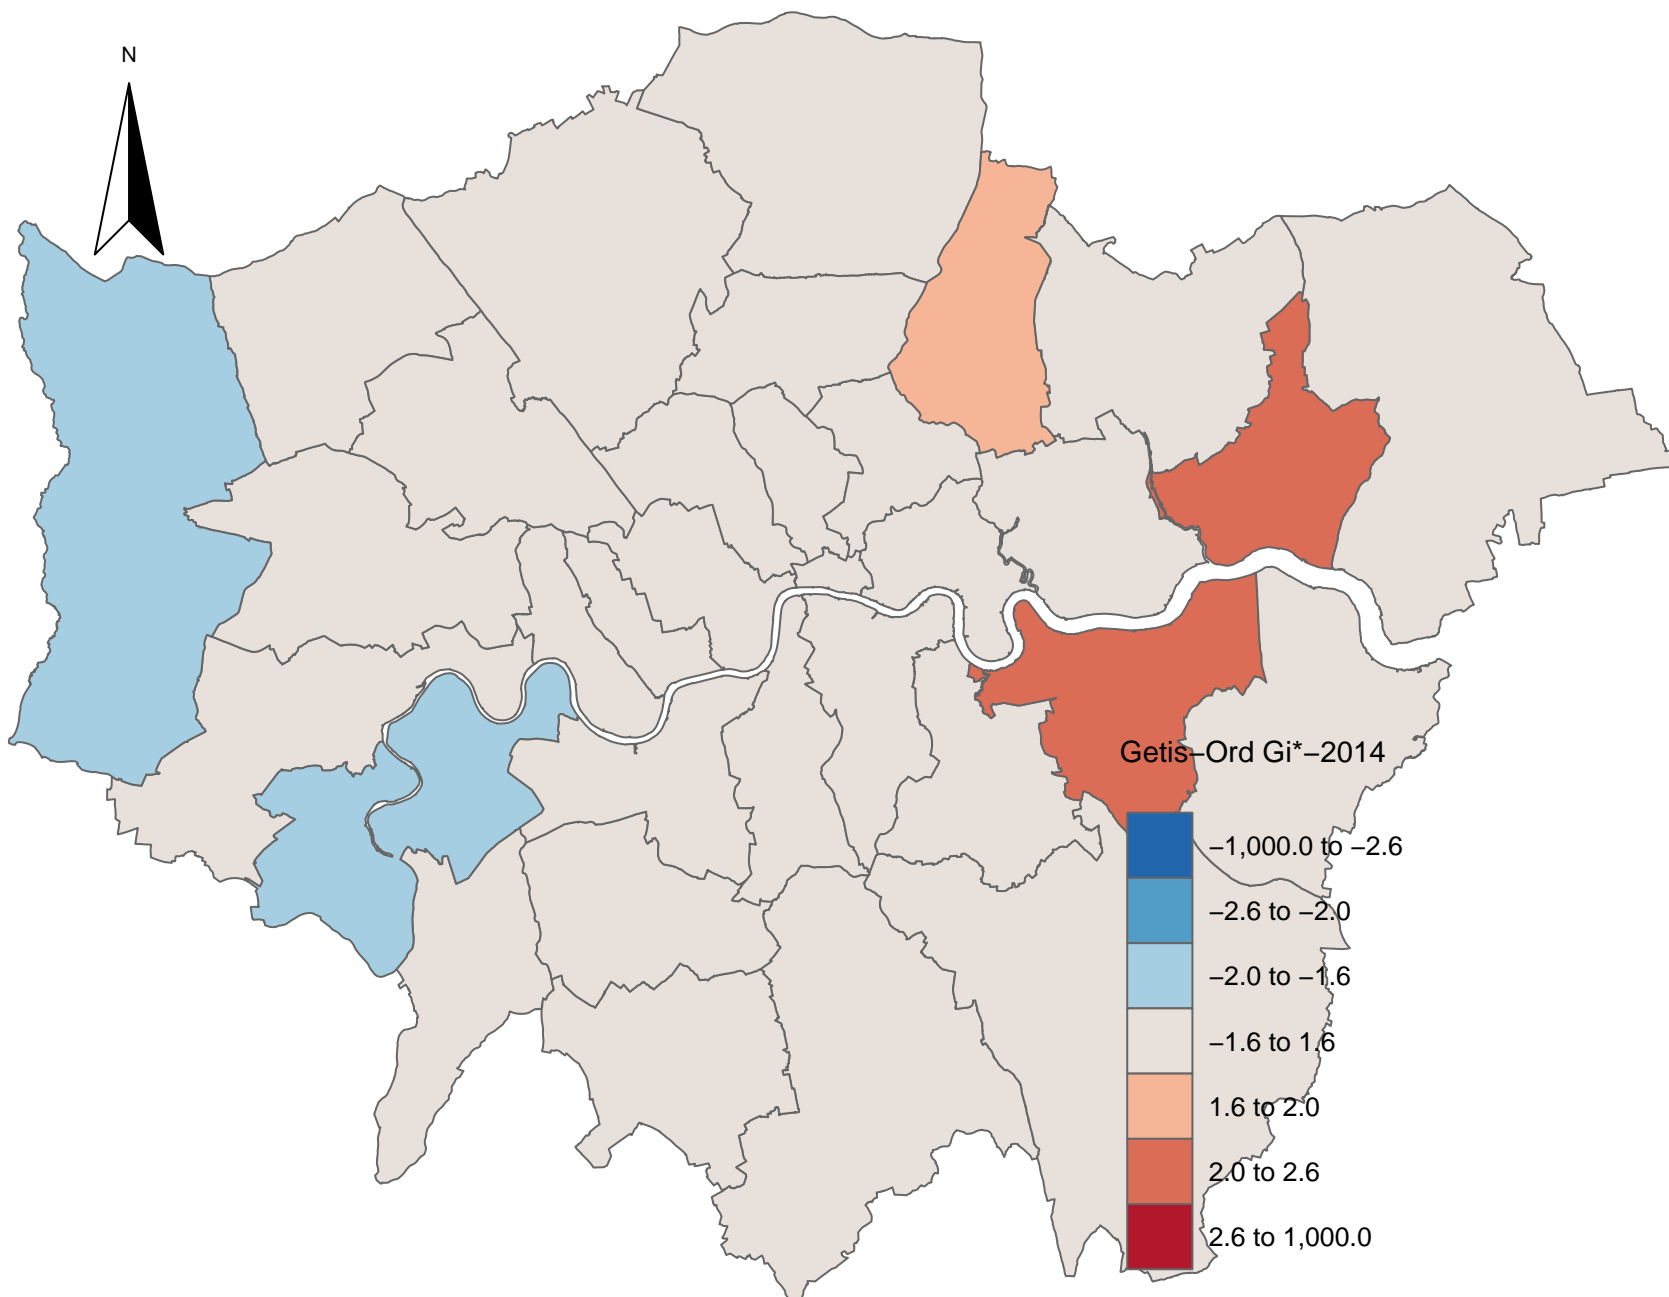 N
Getis–Ord Gi*–2014
–1,000.0 to –2.6
–2.6 to –2.0
–2.0 to –1.6
–1.6 to 1.6
1.6 to 2.0
2.0 to 2.6
2.6 to 1,000.0